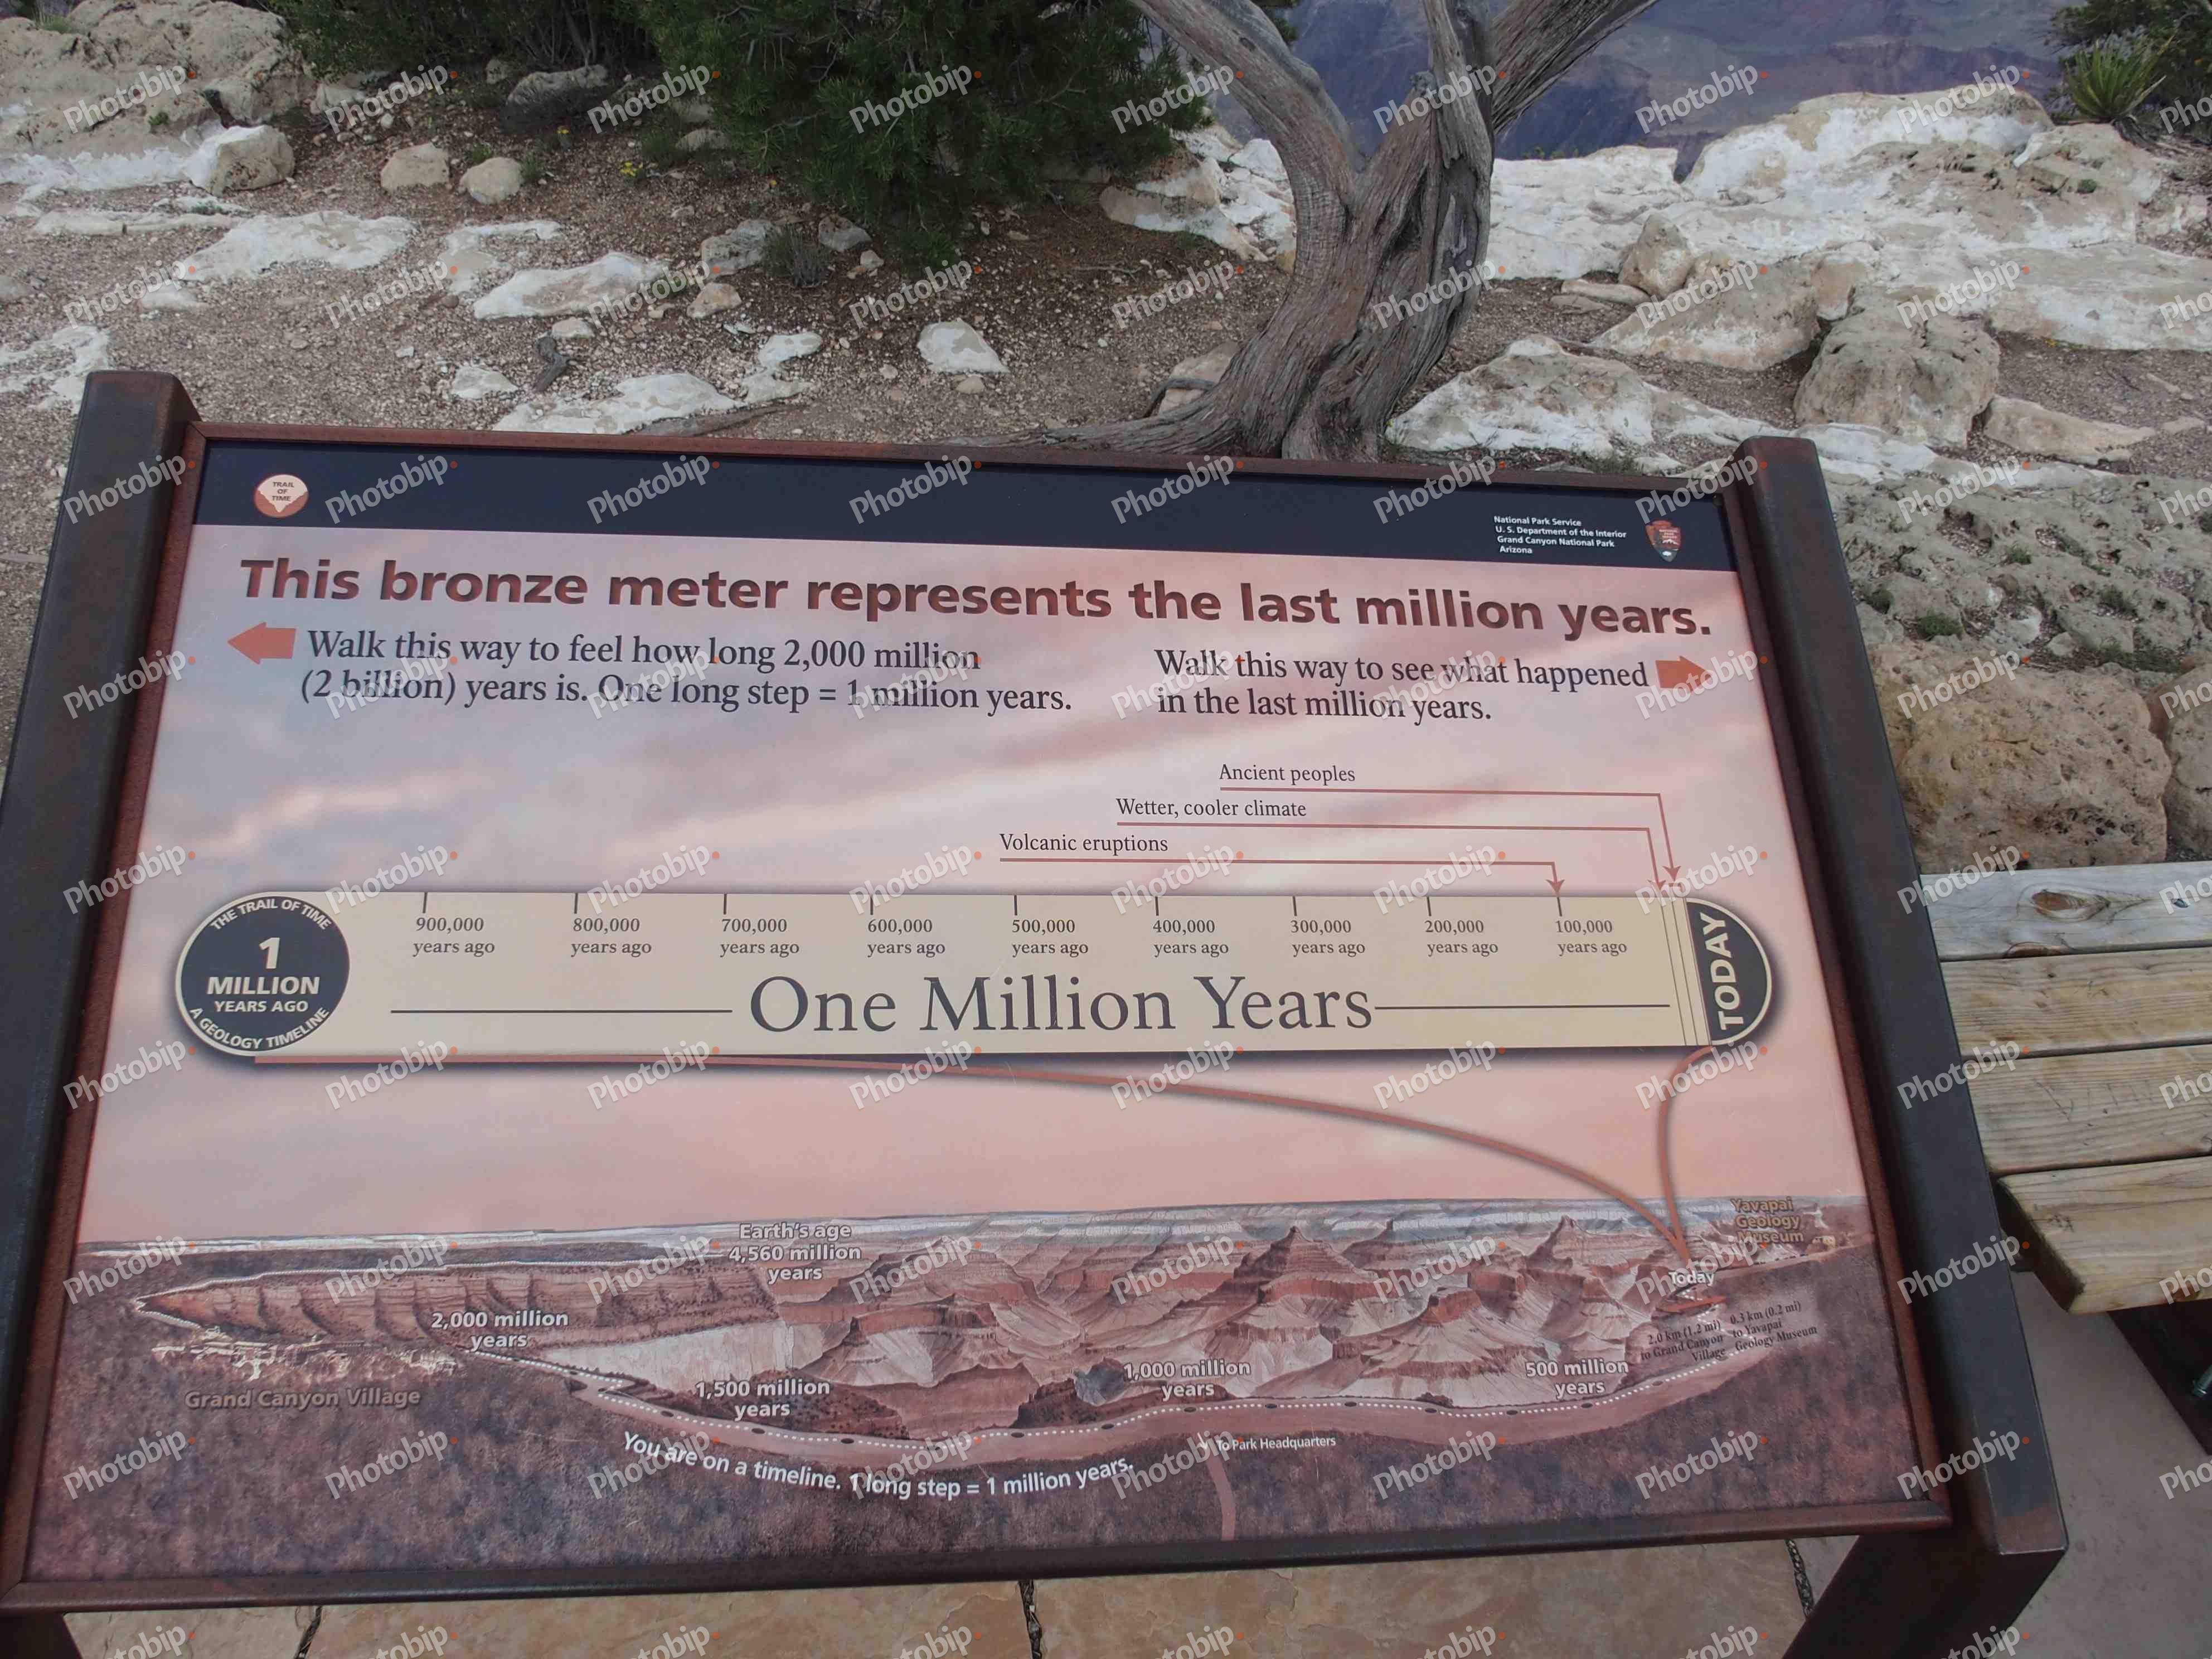 TRAIL
OF
TIME
National Park Service
U. S. Department of the Interior
Grand Canyon National Park
Arizona
This bronze meter represents the last million years.
Walk this way to feel how long 2,000 million
(2 billion) years is. One long step = 1 million years.
Walk this way to see what happened
in the last million years.
Ancient peoples
Wetter, cooler climate
Volcanic eruptions
THE TRAIL OF TIME
1
MILLION
YEARS AGO
A GEOLOGY TIMELINE
900,000
years ago
800,000
years ago
700,000
years ago
600,000
years ago
500,000
years ago
400,000
years ago
300,000
years ago
200,000
years ago
100,000
years ago
One Million Years
TODAY
Yavapai
Geology
Museum
Earth's age
4,560 million
years
Today
2,000 million
years
2.0 km (1.2 mi)
to Grand Canyon
Village
0.3 km (0.2 mi)
to Yavapai
Geology Museum
Grand Canyon Village
1,500 million
years
1,000 million
years
500 million
years
You are on a timeline. 1 long step = 1 million years.
To Park Headquarters
Photobip